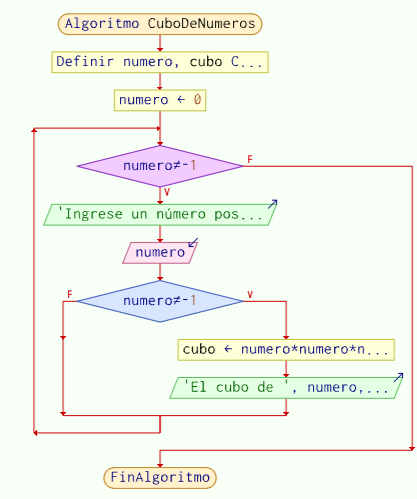 Algoritmo CuboDeNumeros
Definir numero, cubo C...
numero ← 0
numero≠-1
F
V
'Ingrese un número pos...
numero
numero≠-1
F
V
cubo ← numero*numero*n...
'El cubo de ', numero,...
FinAlgoritmo